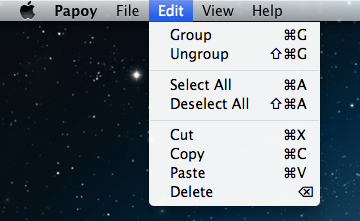 Papoy File Edit View Help
Group ⌘G
Ungroup ⇧⌘G
Select All ⌘A
Deselect All ⇧⌘A
Cut ⌘X
Copy ⌘C
Paste ⌘V
Delete ⌫